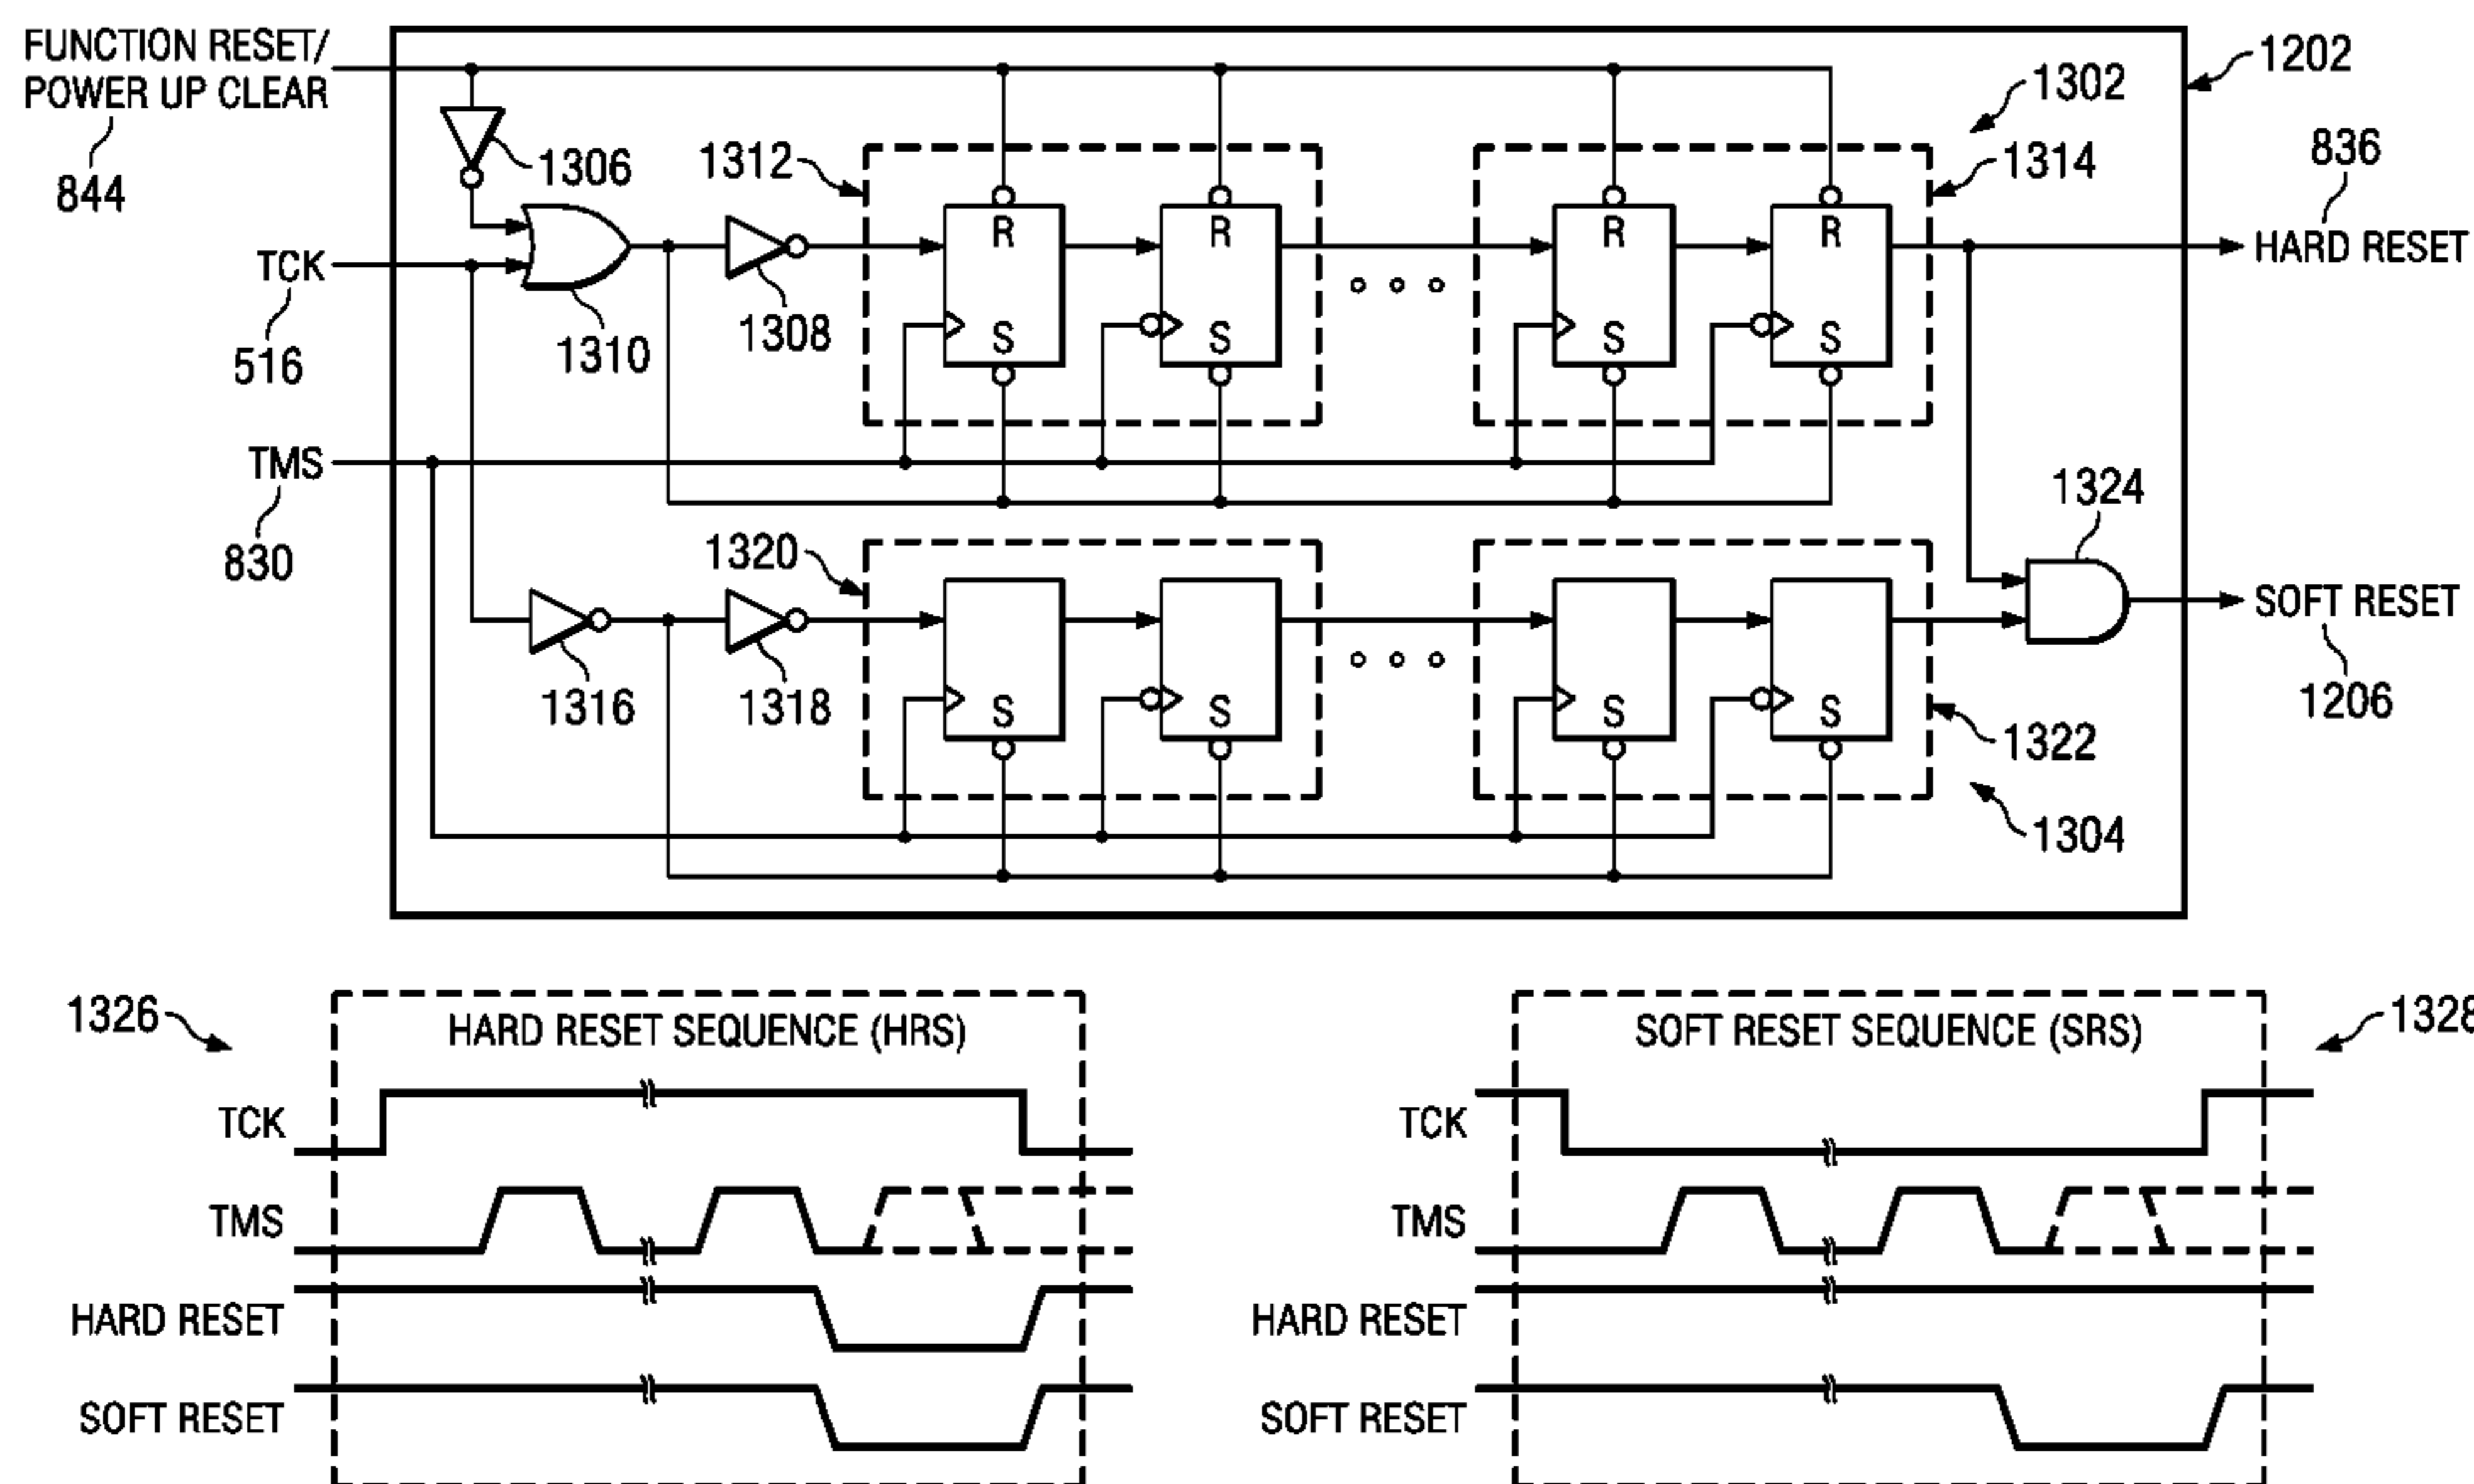 FUNCTION RESET/
POWER UP CLEAR
844
1306
TCK
516
1310
1308
TMS
830
1312
R
R
R
R
S
S
S
S
1302
1314
1202
836
HARD RESET
1324
SOFT RESET
1206
1320
1316
1318
S
S
S
S
1322
1304
1326
HARD RESET SEQUENCE (HRS)
TCK
TMS
HARD RESET
SOFT RESET
1328
SOFT RESET SEQUENCE (SRS)
TCK
TMS
HARD RESET
SOFT RESET